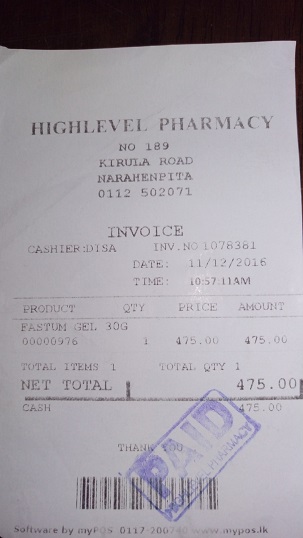 HIGHLEVEL PHARMACY
NO 189
KIRULA ROAD
NARAHENPITA
0112 502071
INVOICE
CASHIER:DISA INV.NO 1078381
DATE: 11/12/2016
TIME: 10:57:11AM
PRODUCT QTY PRICE AMOUNT
FASTUM GEL 30G
00000976 1 475.00 475.00
TOTAL ITEMS 1 TOTAL QTY 1
NET TOTAL 475.00
CASH 475.00
THANK YOU
PAID
HIGHLEVEL PHARMACY
Software by myPOS 0117-200740 www.mypos.lk